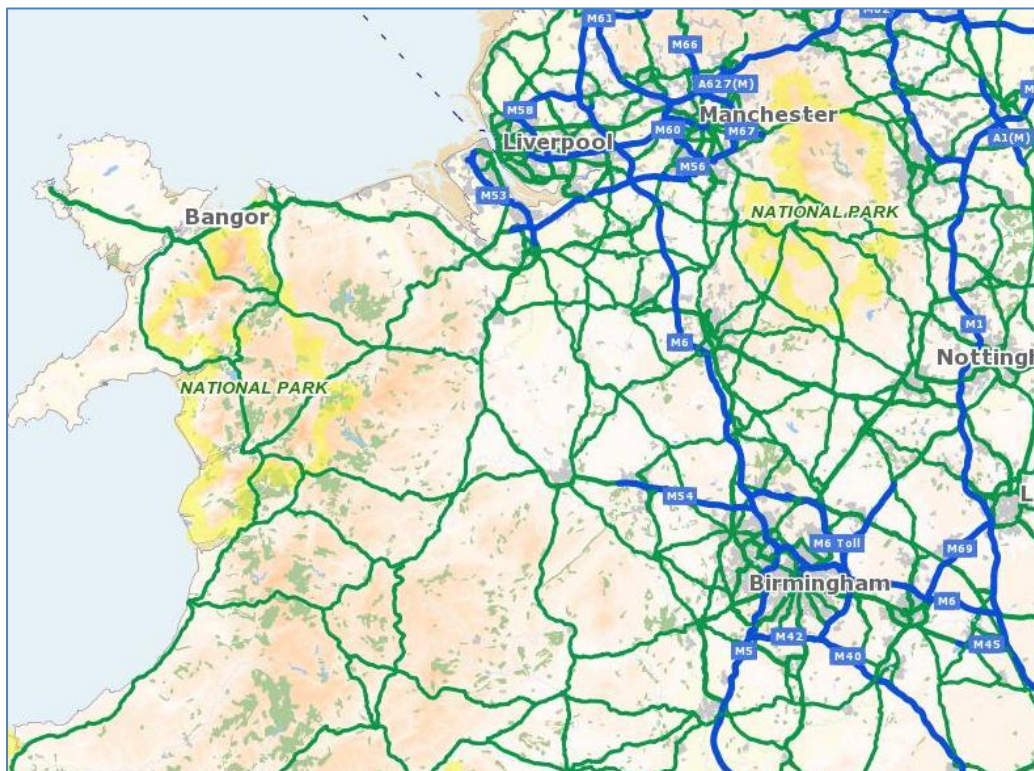 M61
M62
M66
A627(M)
M58
Manchester
M60
M67
A1(M)
Liverpool
M56
M53
NATIONAL PARK
Bangor
M1
M6
Nottingh
NATIONAL PARK
M54
L
M6 Toll
M69
Birmingham
M6
M42
M45
M5
M40